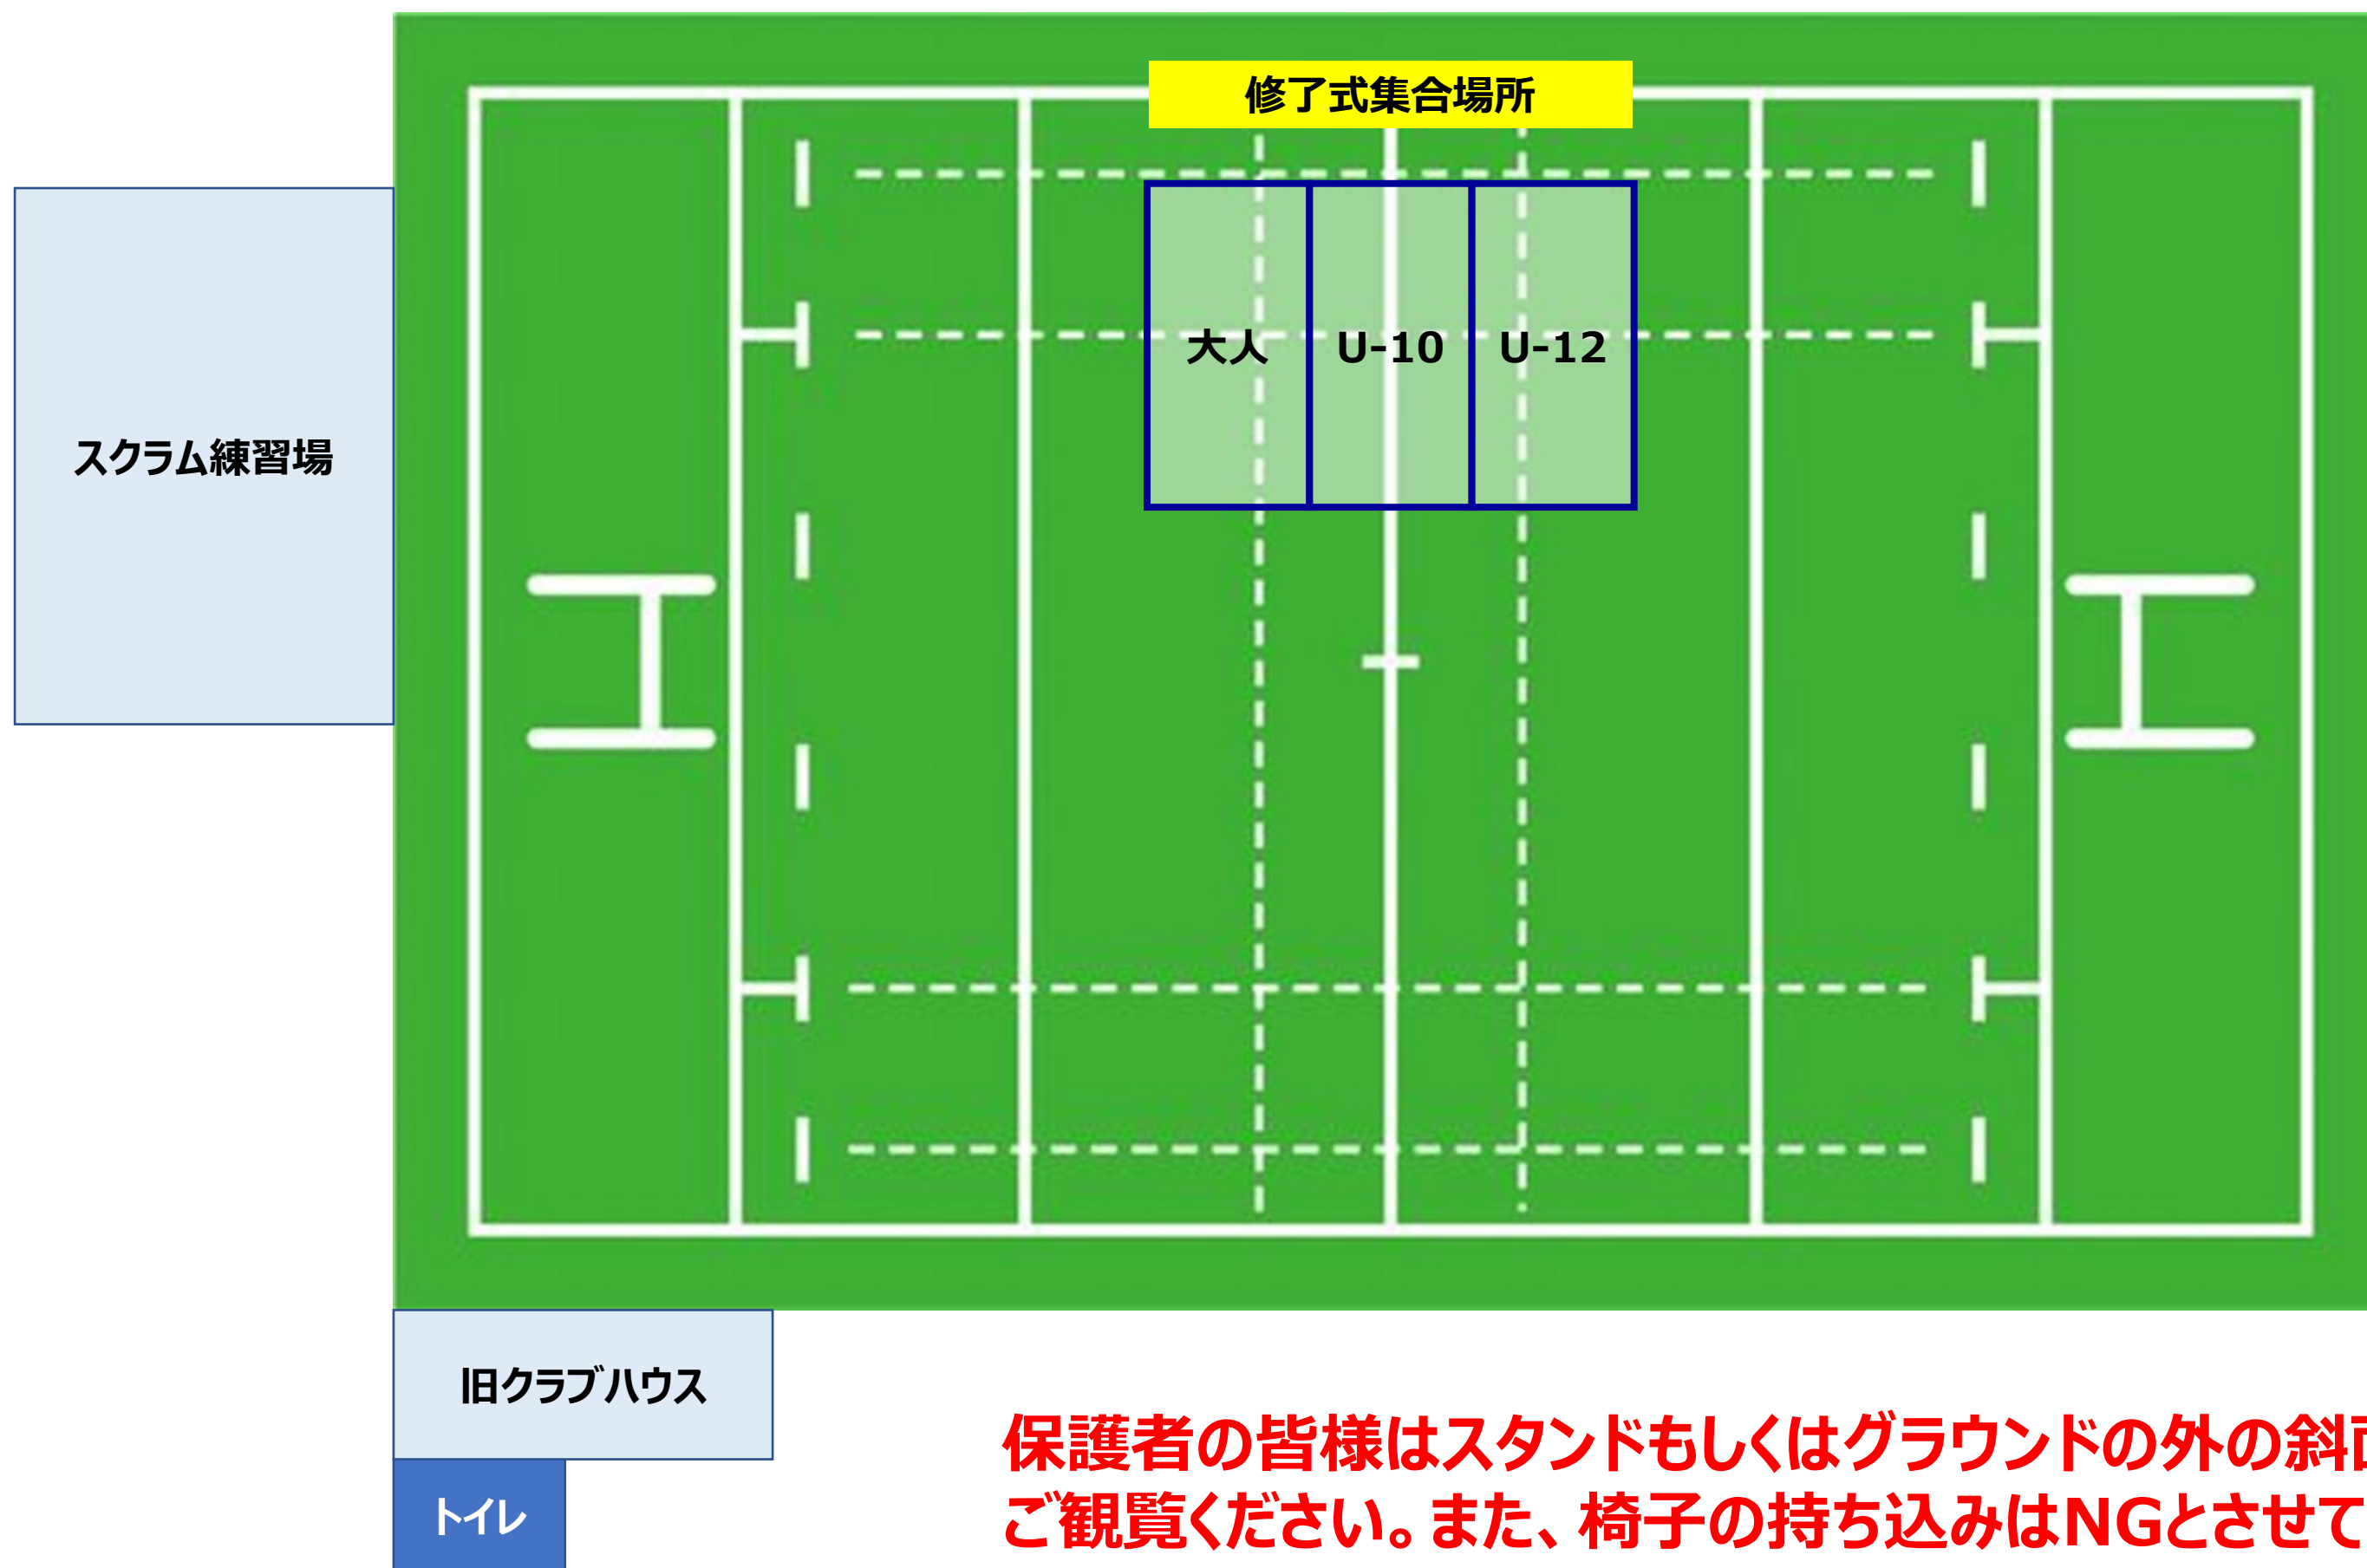 修了式集合場所
大人
U-10
U-12
スクラム練習場
旧クラブハウス
トイレ
保護者の皆様はスタンドもしくはグラウンドの外の斜
ご観覧ください。また、椅子の持ち込みはNGとさせて